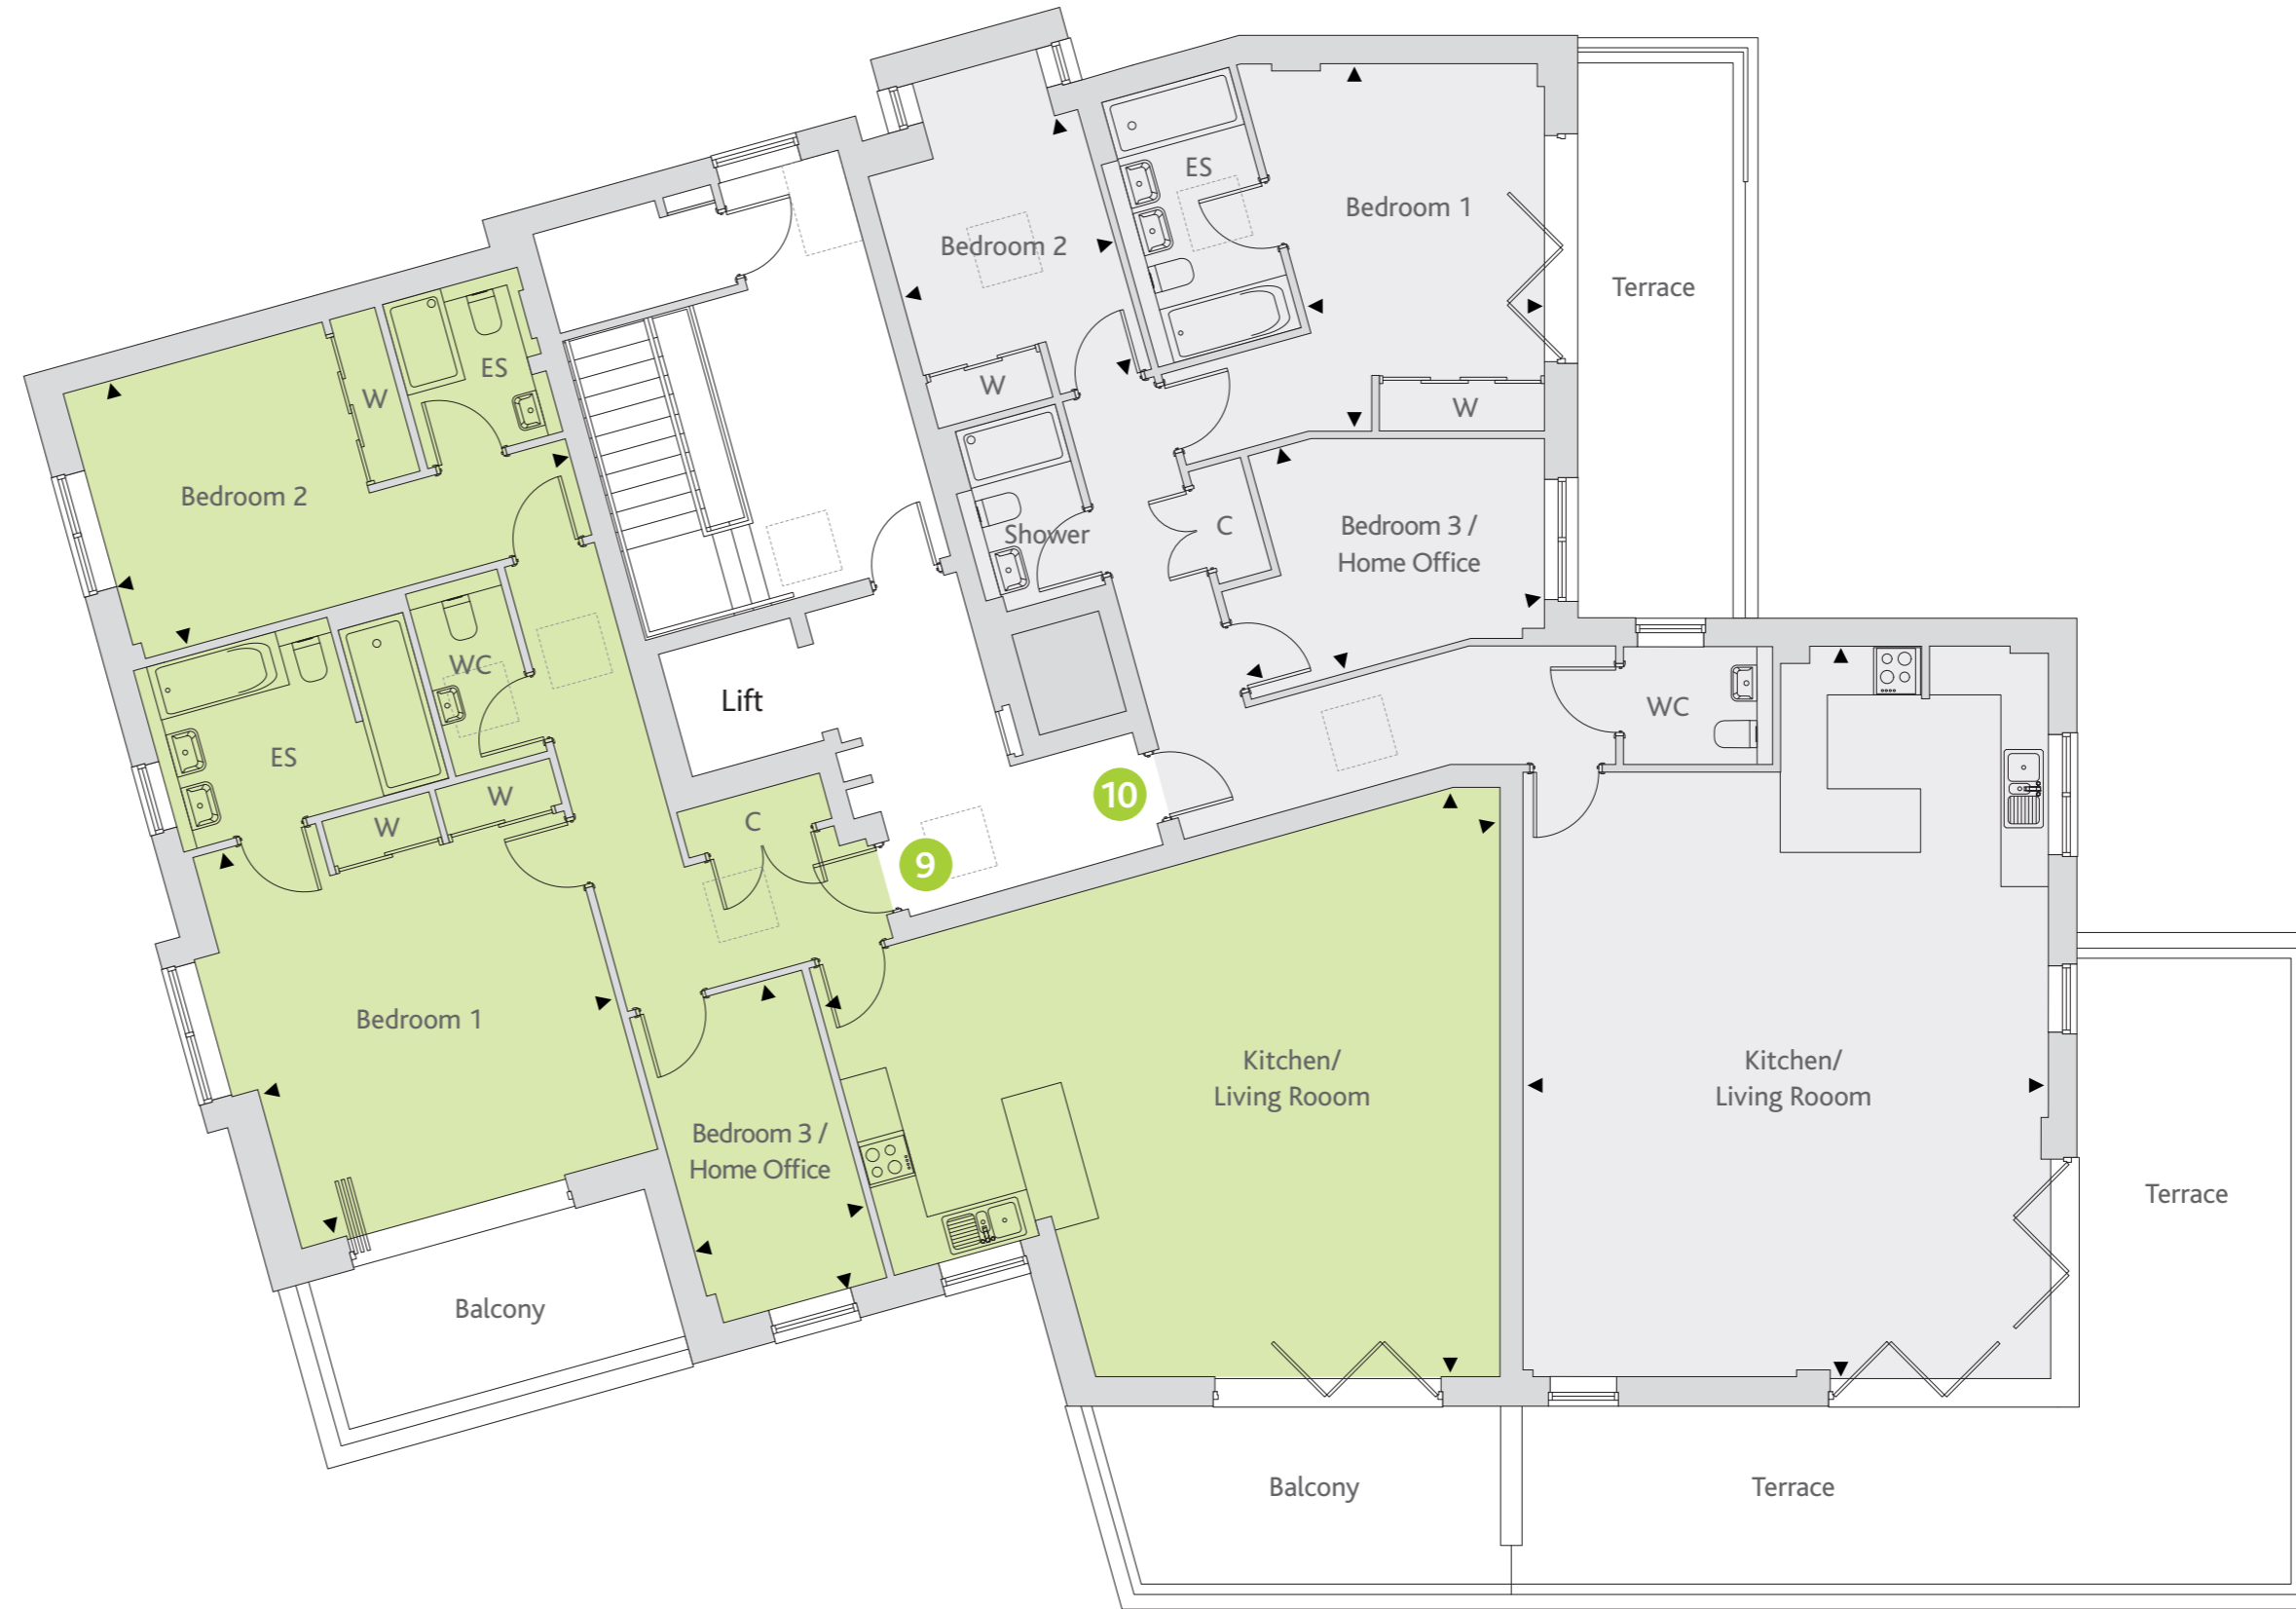 ES
Bedroom 1
Bedroom 2
Terrace
ES
W
W
W
Bedroom 2
Shower
C
Bedroom 3 /
Home Office
WC
Lift
WC
ES
W
W
C
10
9
Bedroom 1
Kitchen/
Living Rooom
Kitchen/
Living Rooom
Bedroom 3 /
Home Office
Terrace
Balcony
Balcony
Terrace